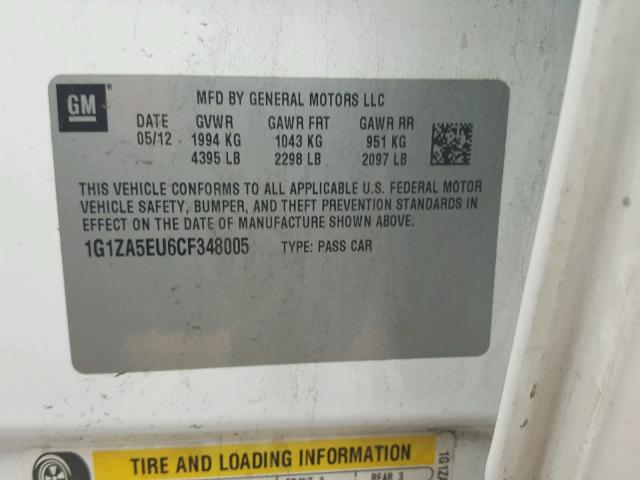 GM ®
MFD BY GENERAL MOTORS LLC
DATE GVWR GAWR FRT GAWR RR
05/12 1994 KG 1043 KG 951 KG
4395 LB 2298 LB 2097 LB
THIS VEHICLE CONFORMS TO ALL APPLICABLE U.S. FEDERAL MOTOR
VEHICLE SAFETY, BUMPER, AND THEFT PREVENTION STANDARDS IN
EFFECT ON THE DATE OF MANUFACTURE SHOWN ABOVE.
1G1ZA5EU6CF348005 TYPE: PASS CAR
TIRE AND LOADING INFORMATION
REAR 3
1G1ZA